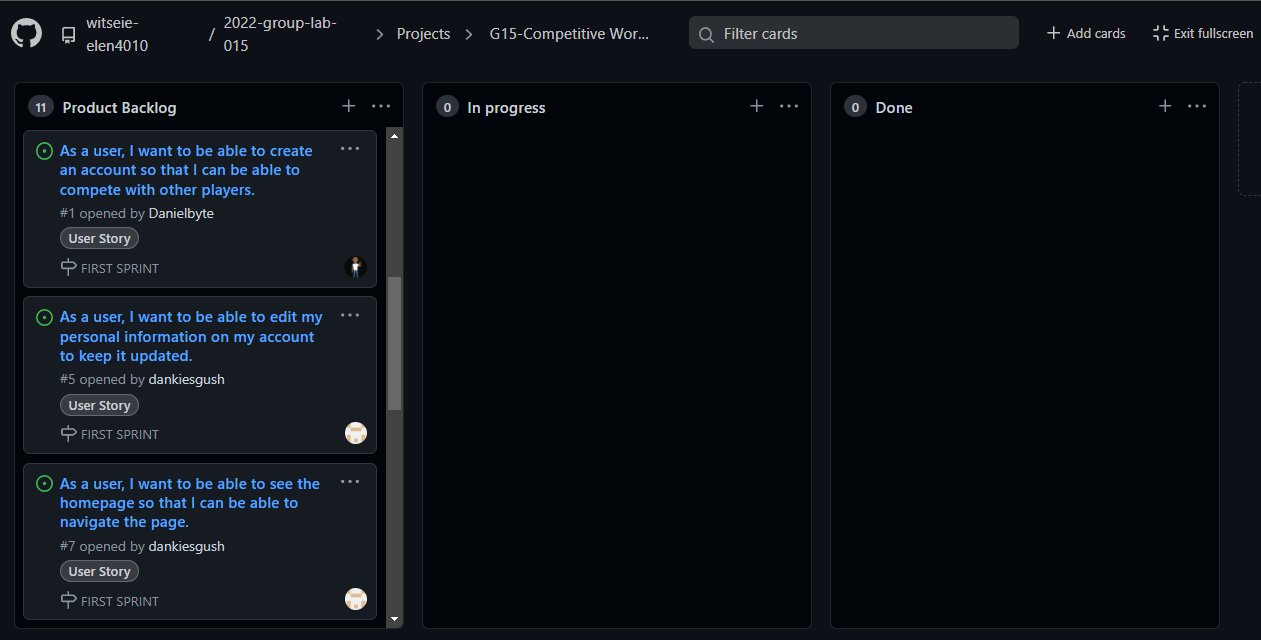 witseie-
elen4010
/
2022-group-lab-
015
Projects
G15-Competitive Wor...
Filter cards
Add cards
Exit fullscreen
11 Product Backlog
As a user, I want to be able to create
an account so that I can be able to
compete with other players.
#1 opened by Danielbyte
User Story
FIRST SPRINT
As a user, I want to be able to edit my
personal information on my account
to keep it updated.
#5 opened by dankiesgush
User Story
FIRST SPRINT
As a user, I want to be able to see the
homepage so that I can be able to
navigate the page.
#7 opened by dankiesgush
User Story
FIRST SPRINT
0 In progress
0 Done